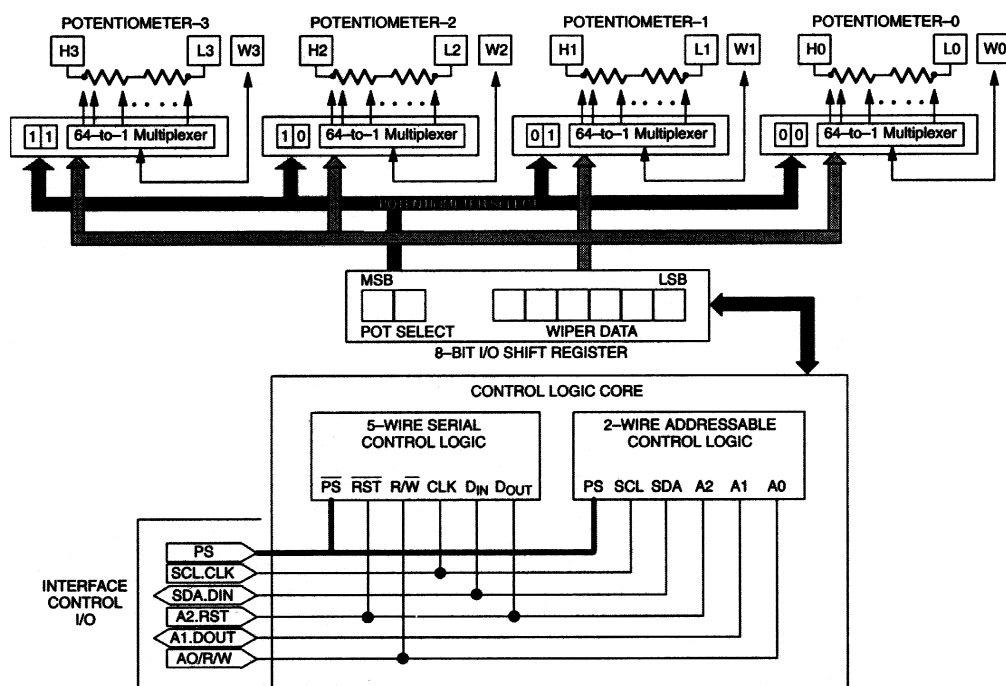 POTENTIOMETER–3 POTENTIOMETER–2 POTENTIOMETER–1 POTENTIOMETER–0
H3 L3 W3 H2 L2 W2 H1 L1 W1 H0 L0 W0
1 1 64–to–1 Multiplexer 1 0 64–to–1 Multiplexer 0 1 64–to–1 Multiplexer 0 0 64–to–1 Multiplexer
POTENTIOMETER SELECT
MSB LSB
POT SELECT WIPER DATA
8–BIT I/O SHIFT REGISTER
CONTROL LOGIC CORE
5–WIRE SERIAL
CONTROL LOGIC
2–WIRE ADDRESSABLE
CONTROL LOGIC
P̅S̅ R̅S̅T̅ R/W̅ CLK DIN DOUT PS SCL SDA A2 A1 A0
INTERFACE
CONTROL
I/O
PS
SCL.CLK
SDA.DIN
A2.RST
A1.DOUT
AO/R/W